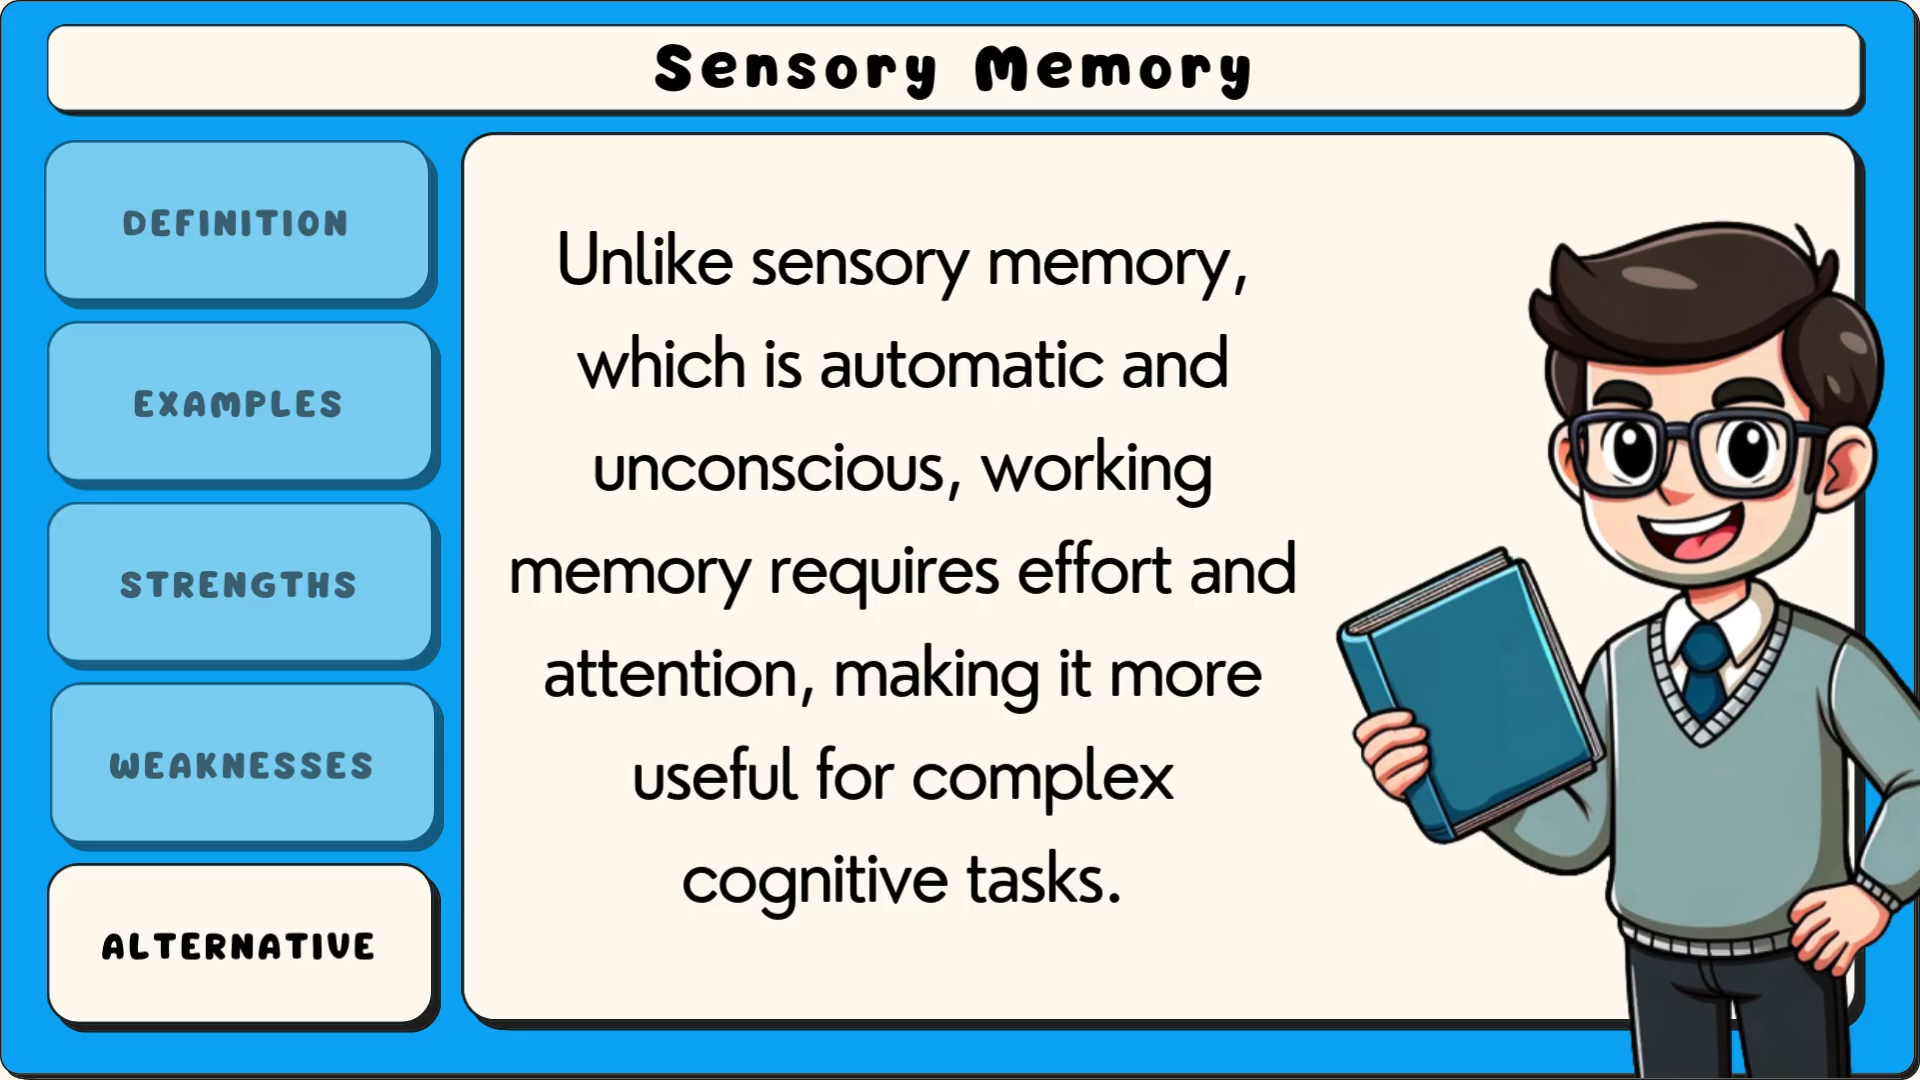 Sensory Memory
DEFINITION
EXAMPLES
STRENGTHS
WEAKNESSES
ALTERNATIVE
Unlike sensory memory,
which is automatic and
unconscious, working
memory requires effort and
attention, making it more
useful for complex
cognitive tasks.